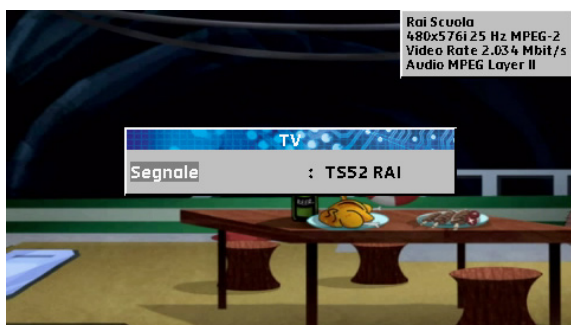 Rai Scuola
480x576i 25 Hz MPEG-2
Video Rate 2.034 Mbit/s
Audio MPEG Layer II
TV
Segnale : TS52 RAI
BEER